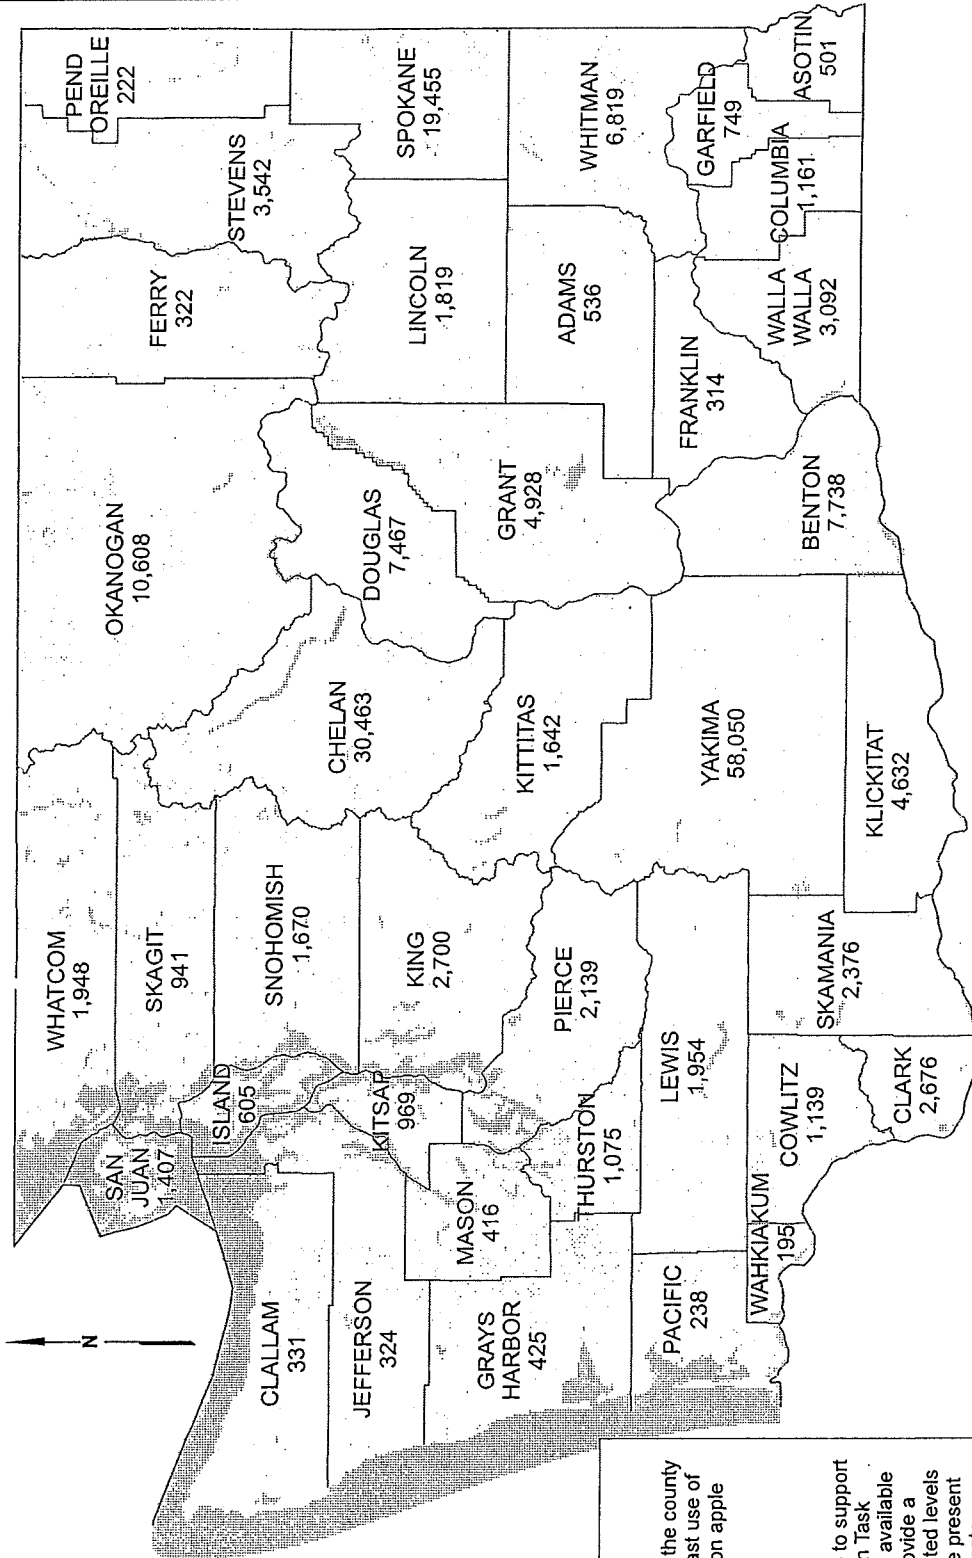 N
PEND
OREILLE
222
STEVENS
3,542
FERRY
322
OKANOGAN
10,608
WHATCOM
1,948
SAN
JUAN
1,407
SKAGIT
941
ISLAND
605
SNOHOMISH
1,670
CHELAN
30,463
DOUGLAS
7,467
LINCOLN
1,819
SPOKANE
19,455
CLALLAM
331
JEFFERSON
324
KITSAP
969
KING
2,700
KITTITAS
1,642
GRANT
4,928
ADAMS
536
WHITMAN
6,819
GRAYS
HARBOR
425
MASON
416
THURSTON
1,075
PIERCE
2,139
PACIFIC
238
LEWIS
1,954
YAKIMA
58,050
FRANKLIN
314
BENTON
7,738
WALLA
WALLA
3,092
COLUMBIA
1,161
GARFIELD
749
ASOTIN
501
WAHKIAKUM
195
COWLITZ
1,139
CLARK
2,676
SKAMANIA
2,376
KLICKITAT
4,632
the county
ast use of
on apple
to support
n Task
available
ovide a
ted levels
e present